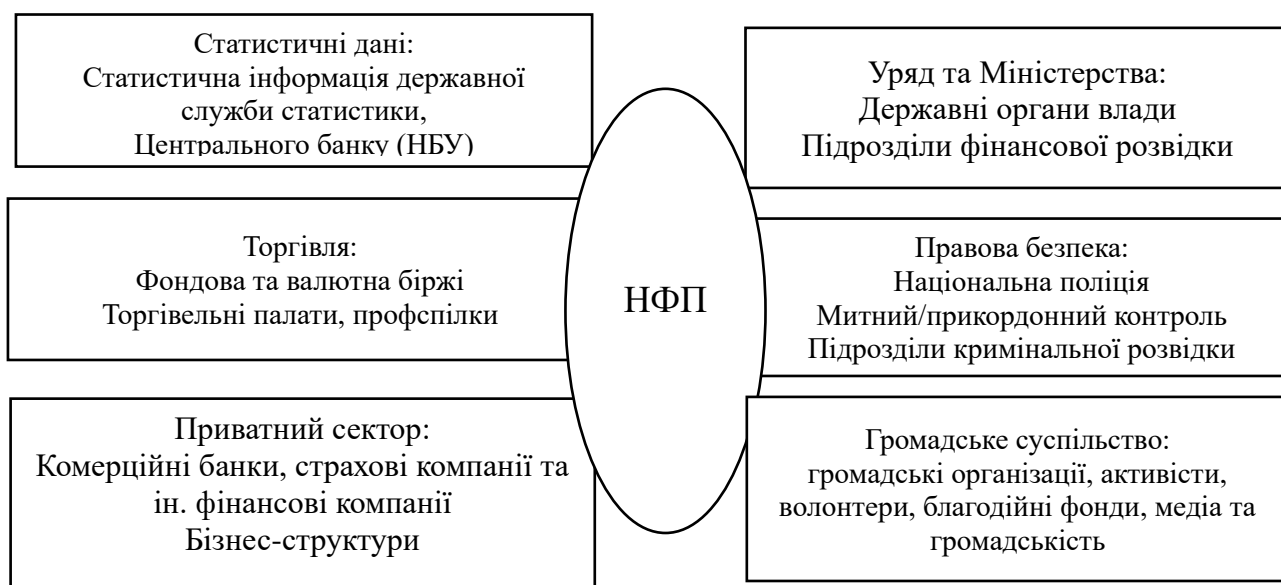 Статистичні дані:
Статистична інформація державної
служби статистики,
Центрального банку (НБУ)
Торгівля:
Фондова та валютна біржі
Торгівельні палати, профспілки
Приватний сектор:
Комерційні банки, страхові компанії та
ін. фінансові компанії
Бізнес-структури
НФП
Уряд та Міністерства:
Державні органи влади
Підрозділи фінансової розвідки
Правова безпека:
Національна поліція
Митний/прикордонний контроль
Підрозділи кримінальної розвідки
Громадське суспільство:
громадські організації, активісти,
волонтери, благодійні фонди, медіа та
громадськість